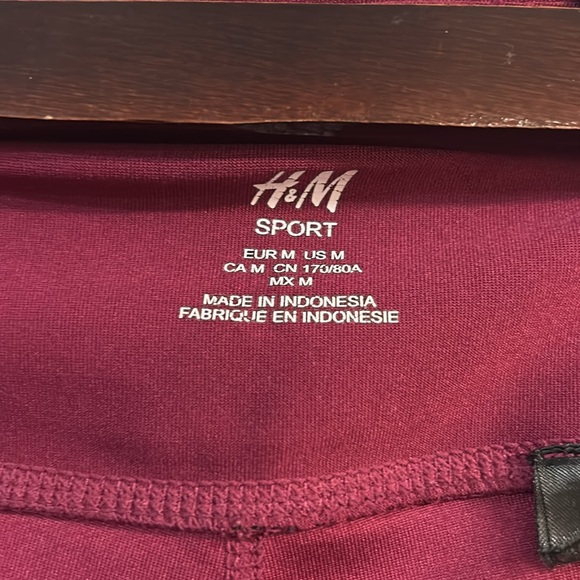 H&M
SPORT
EUR M US M
CA M CN 170/80A
MX M
MADE IN INDONESIA
FABRIQUE EN INDONESIE